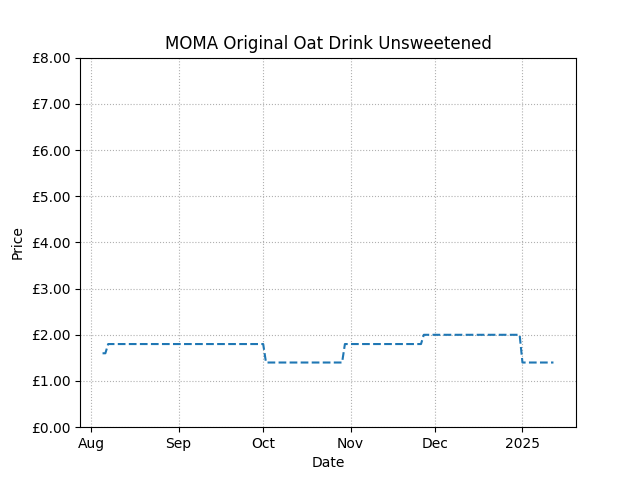 MOMA Original Oat Drink Unsweetened
£8.00
£7.00
£6.00
£5.00
£4.00
£3.00
£2.00
£1.00
£0.00
Price
Aug Sep Oct Nov Dec 2025
Date